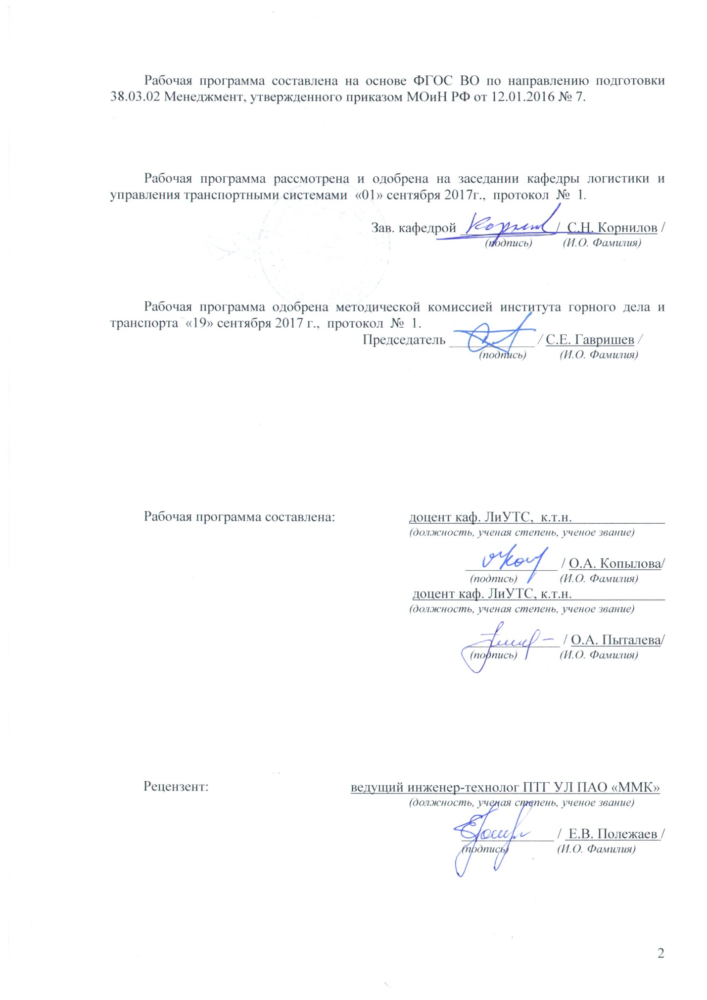 Рабочая программа составлена на основе ФГОС ВО по направлению подготовки
38.03.02 Менеджмент, утвержденного приказом МОиН РФ от 12.01.2016 № 7.
Рабочая программа рассмотрена и одобрена на заседании кафедры логистики и
управления транспортными системами «01» сентября 2017г., протокол № 1.
Зав. кафедрой / С.Н. Корнилов /
(подпись) (И.О. Фамилия)
Рабочая программа одобрена методической комиссией института горного дела и
транспорта «19» сентября 2017 г., протокол № 1.
Председатель / С.Е. Гавришев /
(подпись) (И.О. Фамилия)
Рабочая программа составлена: доцент каф. ЛиУТС, к.т.н.
(должность, ученая степень, ученое звание)
/ О.А. Копылова/
(подпись) (И.О. Фамилия)
доцент каф. ЛиУТС, к.т.н.
(должность, ученая степень, ученое звание)
/ О.А. Пыталева/
(подпись) (И.О. Фамилия)
Рецензент: ведущий инженер-технолог ПТГ УЛ ПАО «ММК»
(должность, ученая степень, ученое звание)
/ Е.В. Полежаев /
(подпись) (И.О. Фамилия)
2